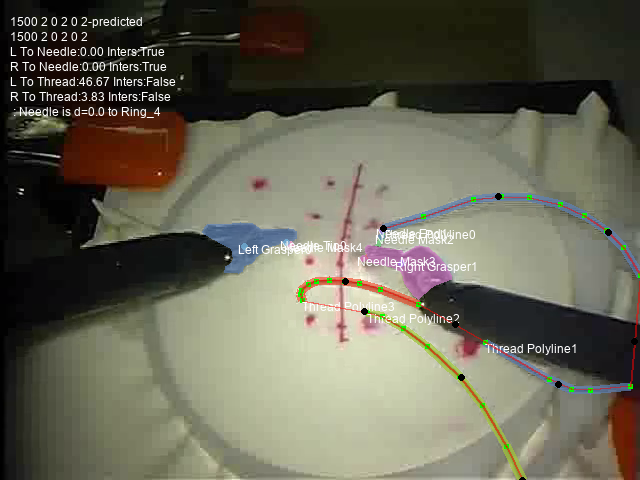 1500 2 0 2 0 2-predicted
1500 2 0 2 0 2
L To Needle:0.00 Inters:True
R To Needle:0.00 Inters:True
L To Thread:46.67 Inters:False
R To Thread:3.83 Inters:False
: Needle is d=0.0 to Ring_4
Needle Mask2
Left Grasper
Needle Mask3
Right Grasper1
Thread Polyline3
Thread Polyline2
Thread Polyline1